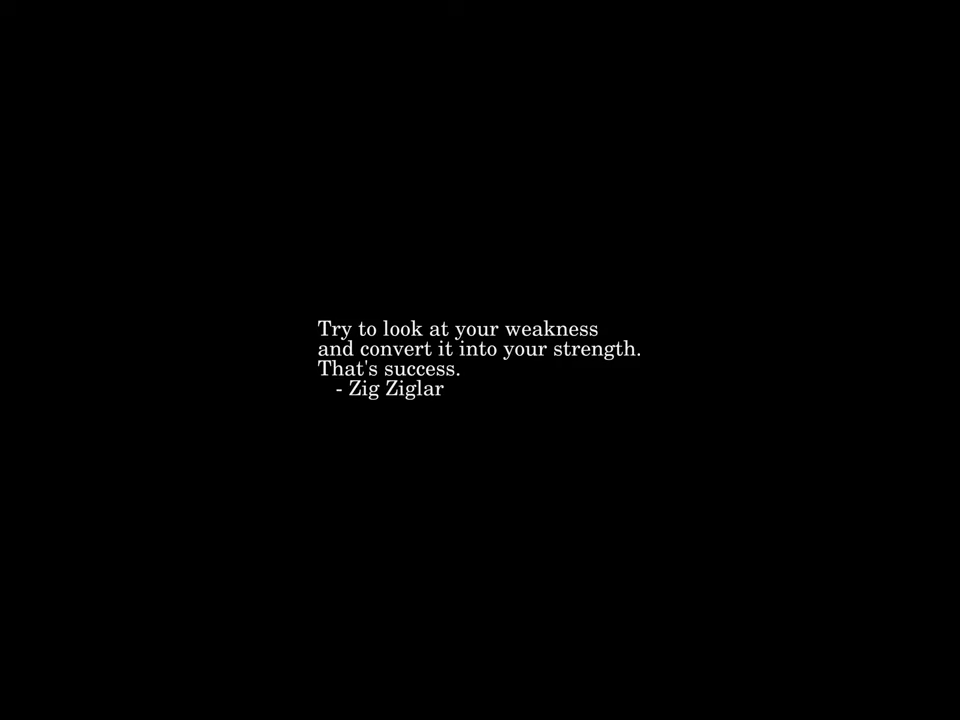 Try to look at your weakness
and convert it into your strength.
That's success.
- Zig Ziglar